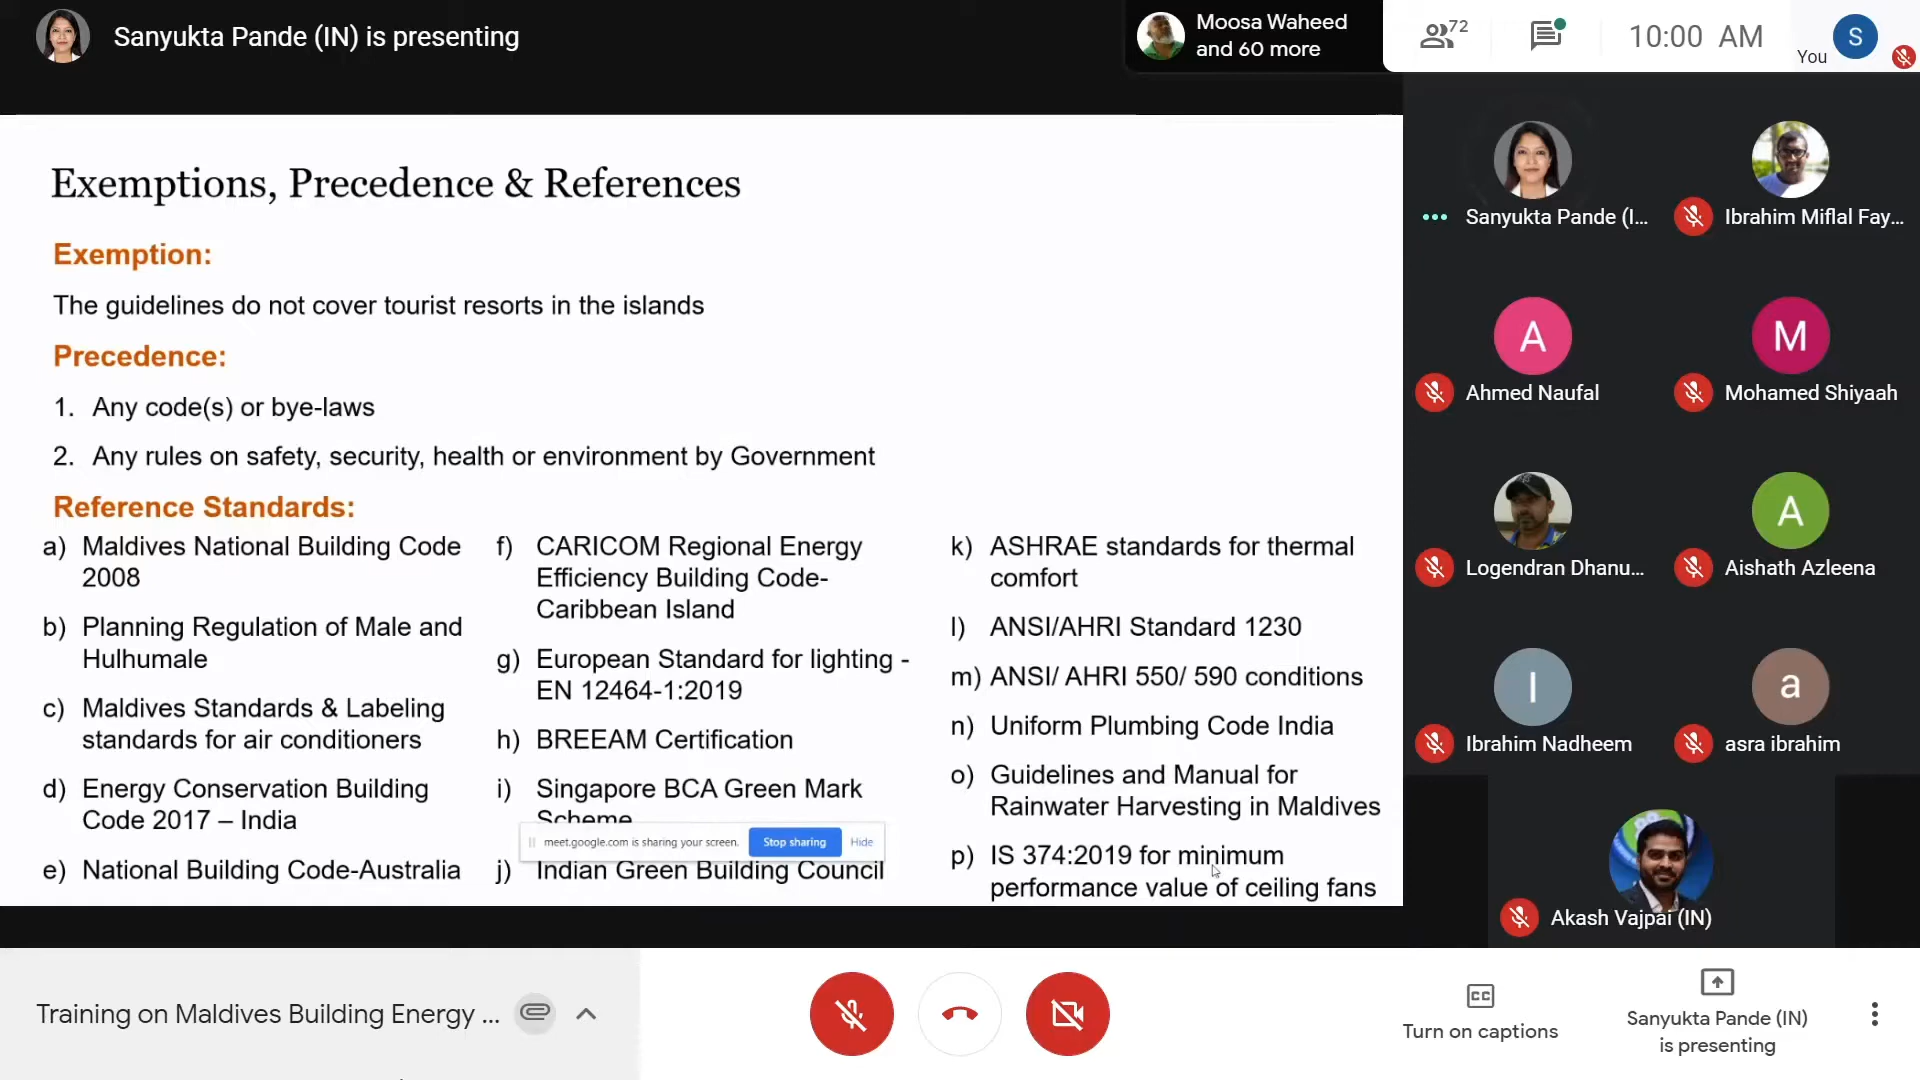 Sanyukta Pande (IN) is presenting
Moosa Waheed
and 60 more
72
10:00 AM
You
S
Exemptions, Precedence & References
Exemption:
The guidelines do not cover tourist resorts in the islands
Precedence:
1. Any code(s) or bye-laws
2. Any rules on safety, security, health or environment by Government
Reference Standards:
a) Maldives National Building Code
2008
b) Planning Regulation of Male and
Hulhumale
c) Maldives Standards & Labeling
standards for air conditioners
d) Energy Conservation Building
Code 2017 – India
e) National Building Code-Australia
f) CARICOM Regional Energy
Efficiency Building Code-
Caribbean Island
g) European Standard for lighting -
EN 12464-1:2019
h) BREEAM Certification
i) Singapore BCA Green Mark
Scheme
j) Indian Green Building Council
k) ASHRAE standards for thermal
comfort
l) ANSI/AHRI Standard 1230
m) ANSI/ AHRI 550/ 590 conditions
n) Uniform Plumbing Code India
o) Guidelines and Manual for
Rainwater Harvesting in Maldives
p) IS 374:2019 for minimum
performance value of ceiling fans
meet.google.com is sharing your screen.
Stop sharing
Hide
Sanyukta Pande (I...
Ibrahim Miflal Fay...
A
Ahmed Naufal
M
Mohamed Shiyaah
Logendran Dhanu...
A
Aishath Azleena
I
Ibrahim Nadheem
a
asra ibrahim
Akash Vajpai (IN)
Training on Maldives Building Energy ...
CC
Turn on captions
Sanyukta Pande (IN)
is presenting